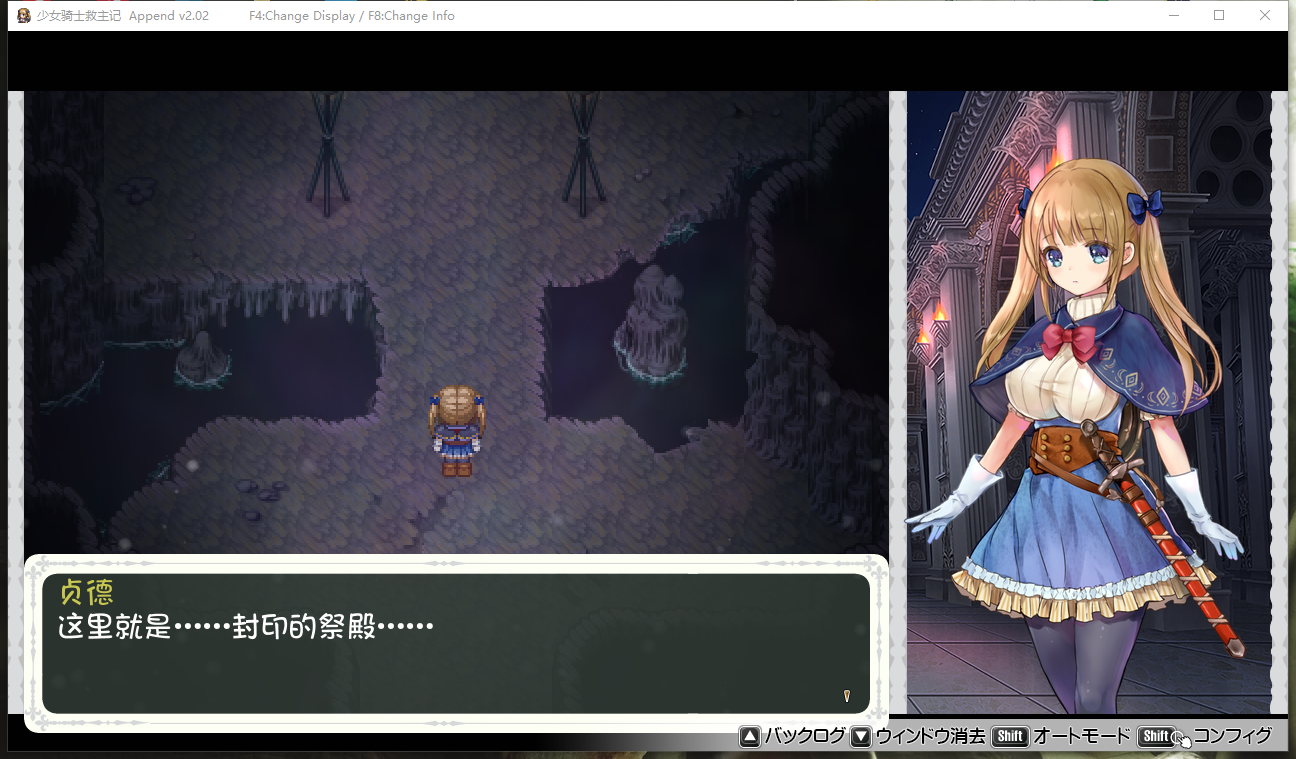 少女骑士救主记 Append v2.02 F4:Change Display / F8:Change Info
贞德
这里就是……封印的祭殿……
バックログ ウィンドウ消去 Shift オートモード Shift コンフィグ